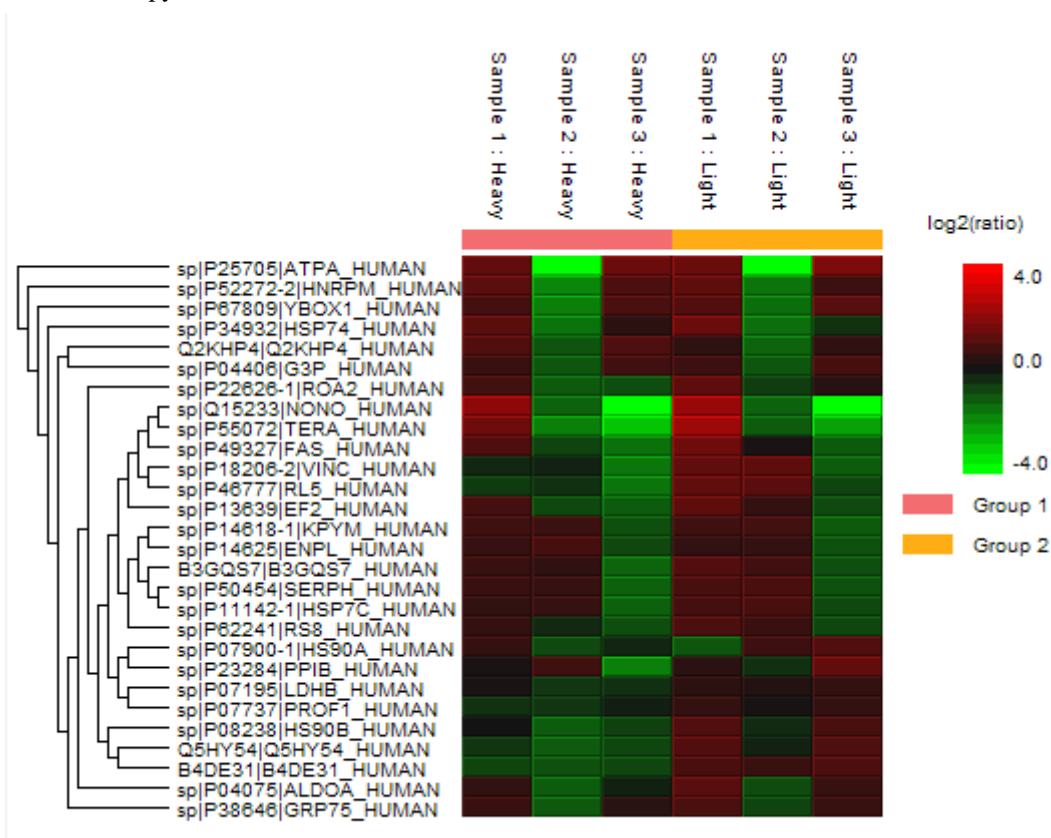 Sample 1 : Heavy
Sample 2 : Heavy
Sample 3 : Heavy
Sample 1 : Light
Sample 2 : Light
Sample 3 : Light
log2(ratio)
4.0
0.0
-4.0
Group 1
Group 2
sp|P25705|ATPA_HUMAN
sp|P52272-2|HNRPM_HUMAN
sp|P67809|YBOX1_HUMAN
sp|P34932|HSP74_HUMAN
Q2KHP4|Q2KHP4_HUMAN
sp|P04406|G3P_HUMAN
sp|P22626-1|ROA2_HUMAN
sp|Q15233|NONO_HUMAN
sp|P55072|TERA_HUMAN
sp|P49327|FAS_HUMAN
sp|P18206-2|VINC_HUMAN
sp|P46777|RL5_HUMAN
sp|P13639|EF2_HUMAN
sp|P14618-1|KPYM_HUMAN
sp|P14625|ENPL_HUMAN
B3GQS7|B3GQS7_HUMAN
sp|P50454|SERPH_HUMAN
sp|P11142-1|HSP7C_HUMAN
sp|P62241|RS8_HUMAN
sp|P07900-1|HS90A_HUMAN
sp|P23284|PPIB_HUMAN
sp|P07195|LDHB_HUMAN
sp|P07737|PROF1_HUMAN
sp|P08238|HS90B_HUMAN
Q5HY54|Q5HY54_HUMAN
B4DE31|B4DE31_HUMAN
sp|P04075|ALDOA_HUMAN
sp|P38646|GRP75_HUMAN